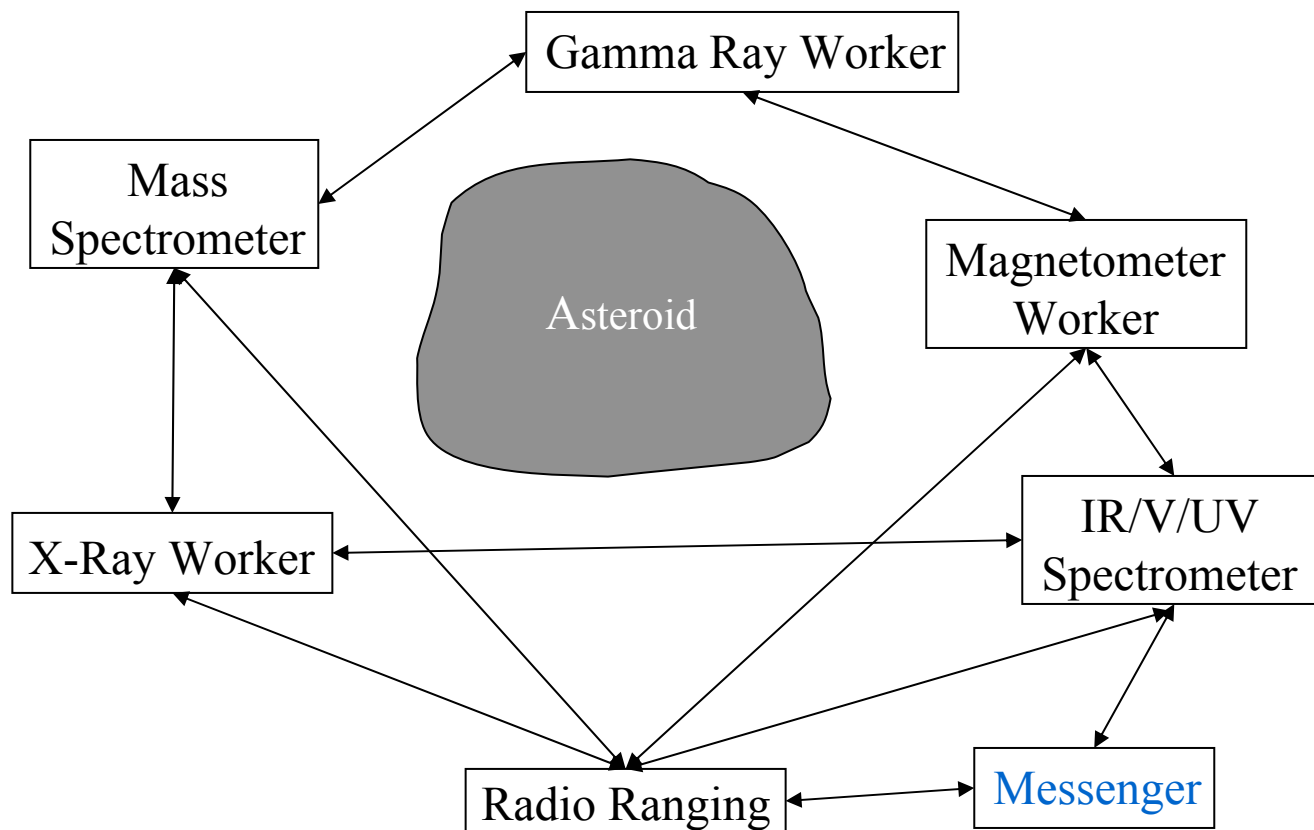 Gamma Ray Worker
Mass
Spectrometer
Magnetometer
Worker
Asteroid
X-Ray Worker
IR/V/UV
Spectrometer
Radio Ranging
Messenger